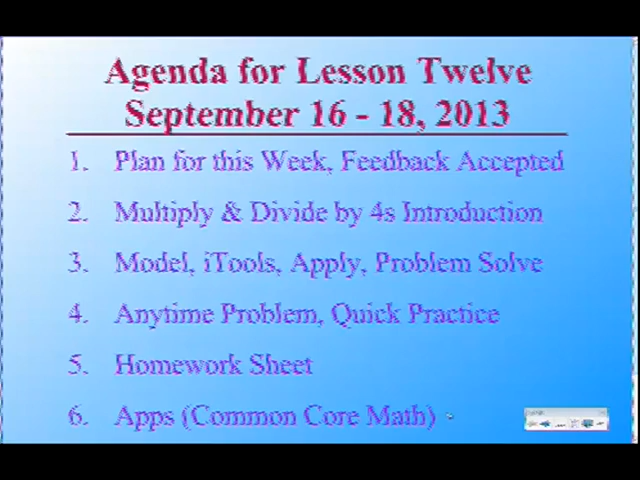 Agenda for Lesson Twelve
September 16 - 18, 2013
1. Plan for this Week, Feedback Accepted
2. Multiply & Divide by 4s Introduction
3. Model, iTools, Apply, Problem Solve
4. Anytime Problem, Quick Practice
5. Homework Sheet
6. Apps (Common Core Math)